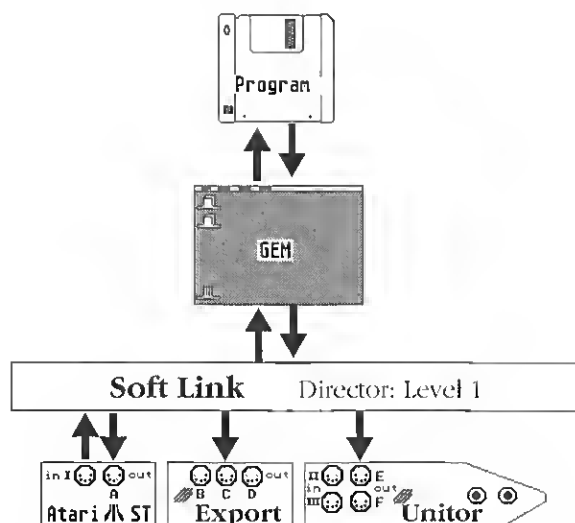 Program
GEM
Soft Link Director: Level 1
in I out
A
Atari ST
out
B C D
Export
II E
in out
III F
Unitor